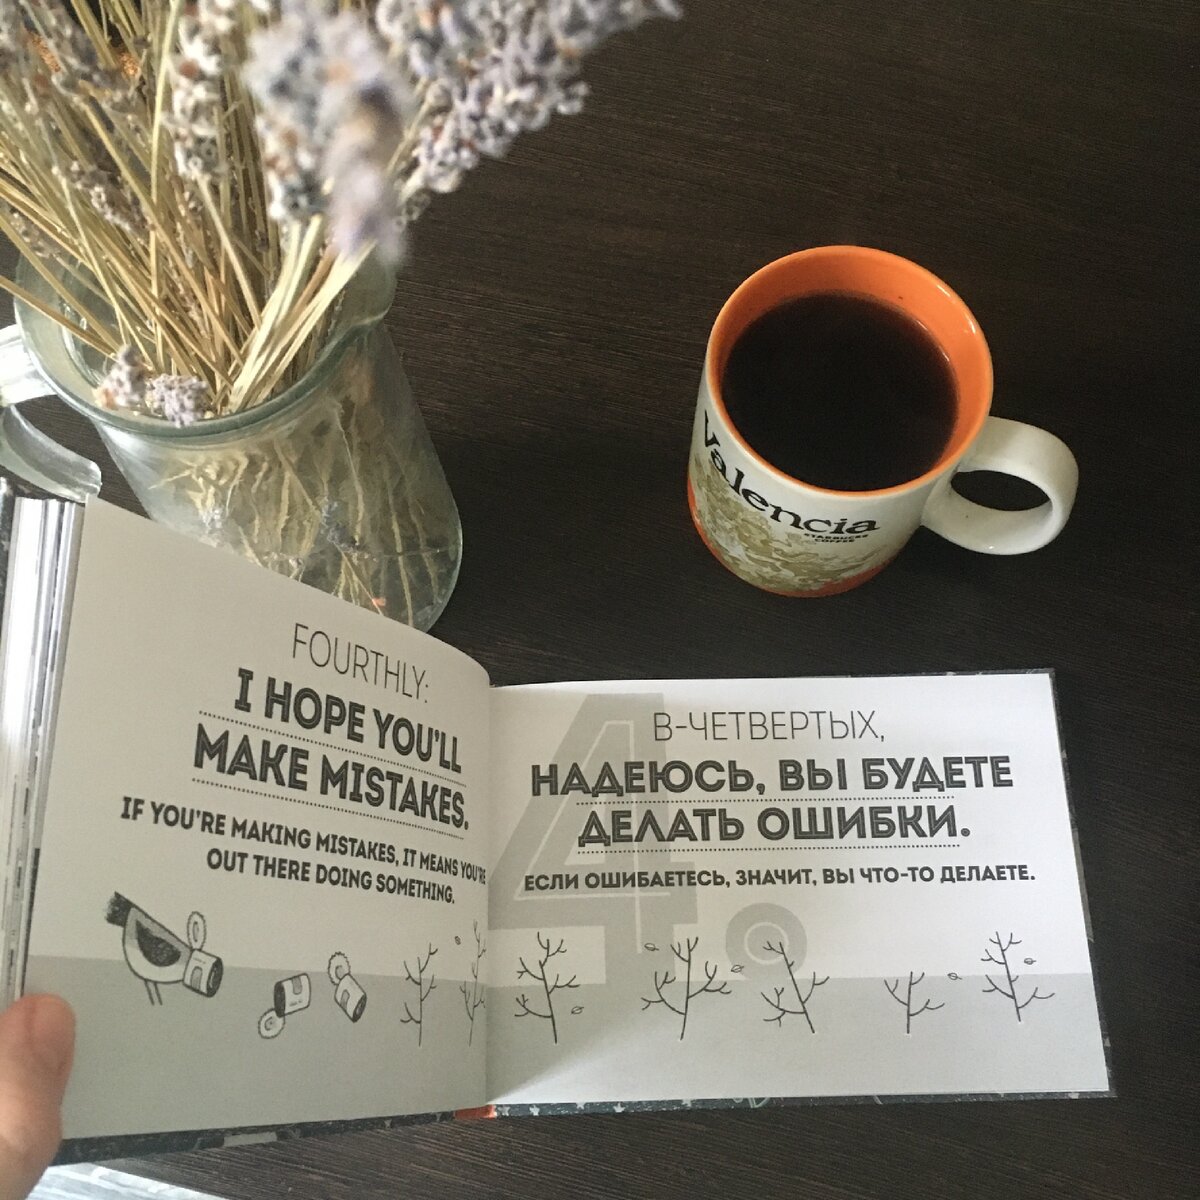 Valencia
STARBUCKS
COFFEE
FOURTHLY:
I HOPE YOU'LL
MAKE MISTAKES.
IF YOU'RE MAKING MISTAKES, IT MEANS YOU'RE
OUT THERE DOING SOMETHING.
4.
В-ЧЕТВЕРТЫХ,
НАДЕЮСЬ, ВЫ БУДЕТЕ
ДЕЛАТЬ ОШИБКИ.
ЕСЛИ ОШИБАЕТЕСЬ, ЗНАЧИТ, ВЫ ЧТО-ТО ДЕЛАЕТЕ.